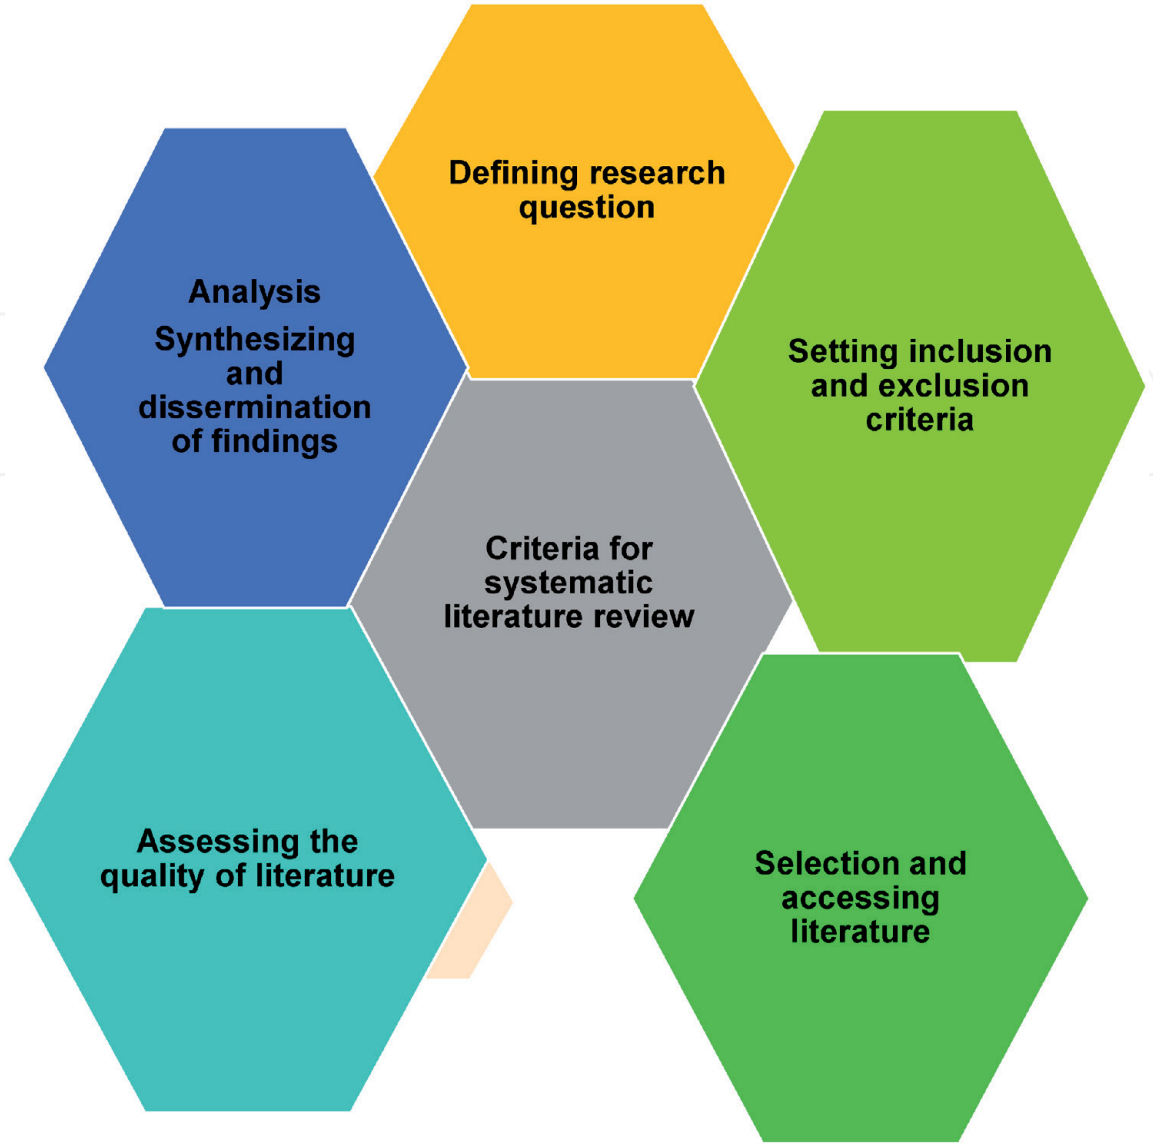 Defining research
question
Setting inclusion
and exclusion
criteria
Selection and
accessing
literature
Assessing the
quality of literature
Analysis
Synthesizing
and
dissermination
of findings
Criteria for
systematic
literature review